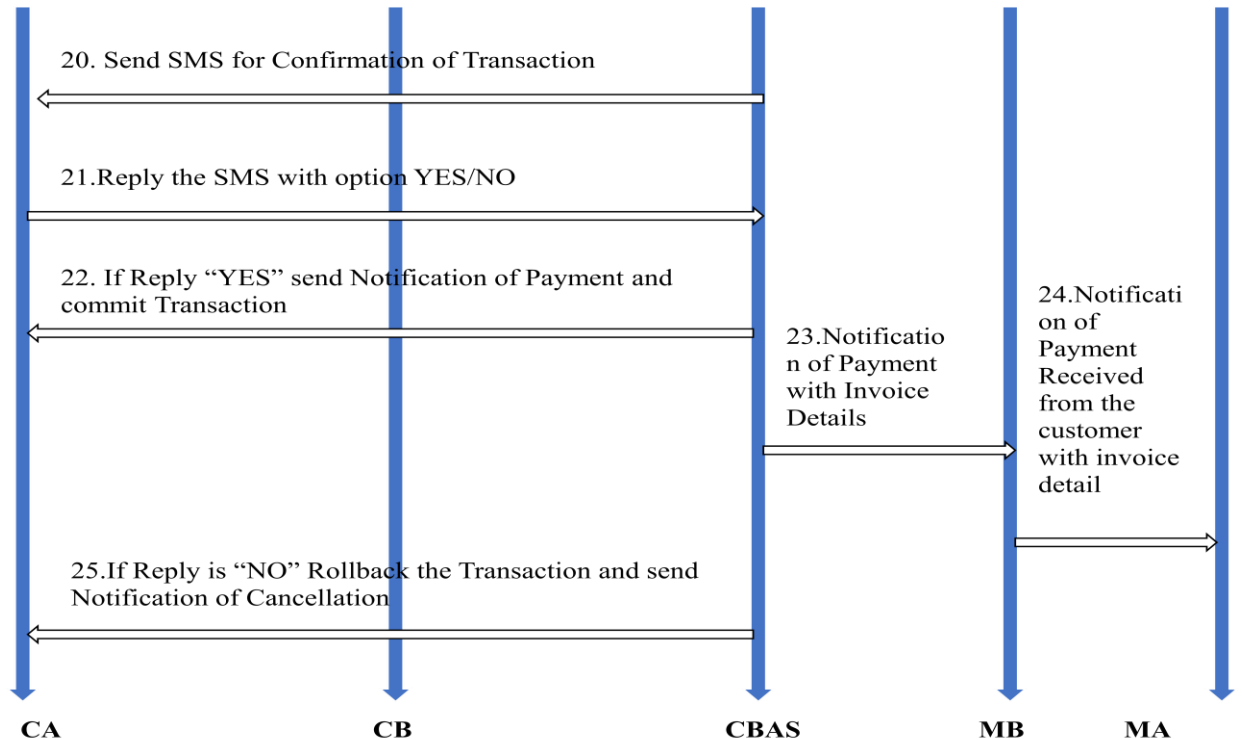 20. Send SMS for Confirmation of Transaction
21.Reply the SMS with option YES/NO
22. If Reply “YES” send Notification of Payment and
commit Transaction
23.Notificatio
n of Payment
with Invoice
Details
24.Notificati
on of
Payment
Received
from the
customer
with invoice
detail
25.If Reply is “NO” Rollback the Transaction and send
Notification of Cancellation
CA
CB
CBAS
MB
MA